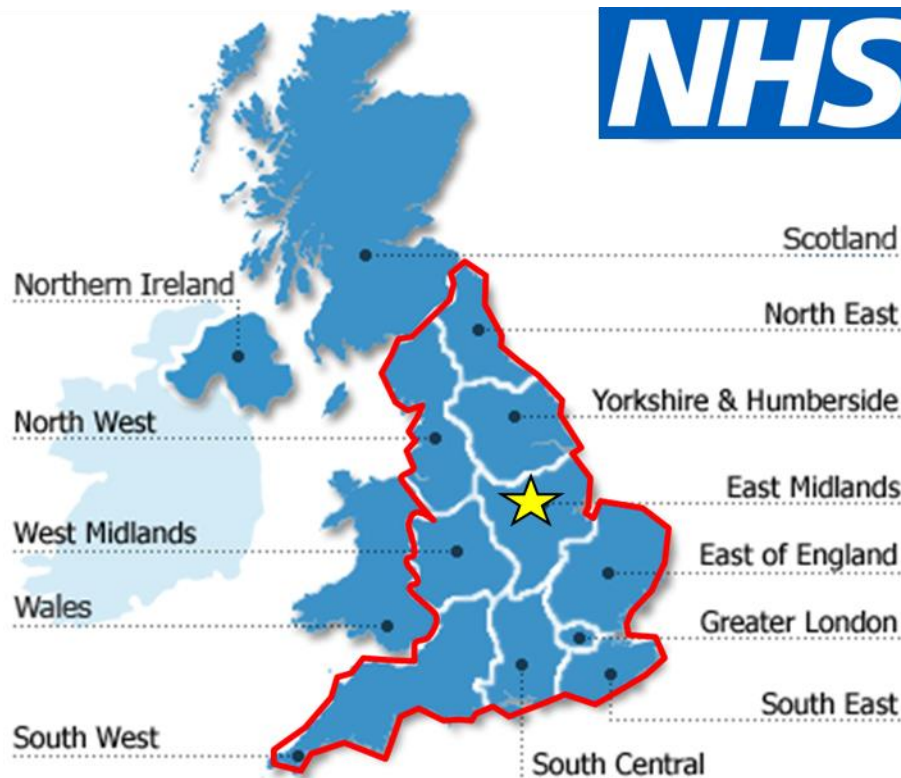 NHS
Scotland
Northern Ireland
North East
Yorkshire & Humberside
North West
East Midlands
West Midlands
East of England
Wales
Greater London
South East
South West
South Central